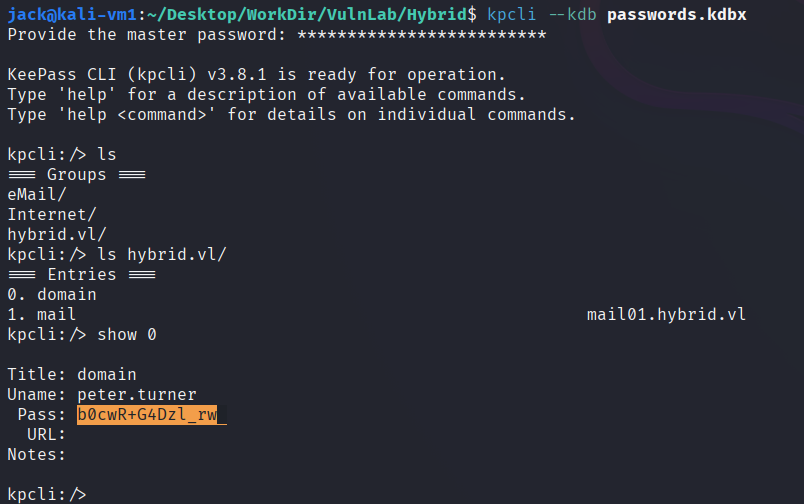 jack@kali-vm1:~/Desktop/WorkDir/VulnLab/Hybrid$ kpcli --kdb passwords.kdbx
Provide the master password: *************************
KeePass CLI (kpcli) v3.8.1 is ready for operation.
Type 'help' for a description of available commands.
Type 'help <command>' for details on individual commands.
kpcli:/> ls
=== Groups ===
eMail/
Internet/
hybrid.vl/
kpcli:/> ls hybrid.vl/
=== Entries ===
0. domain
1. mail mail01.hybrid.vl
kpcli:/> show 0
Title: domain
Uname: peter.turner
Pass: b0cwR+G4Dzl_rw
URL:
Notes:
kpcli:/>